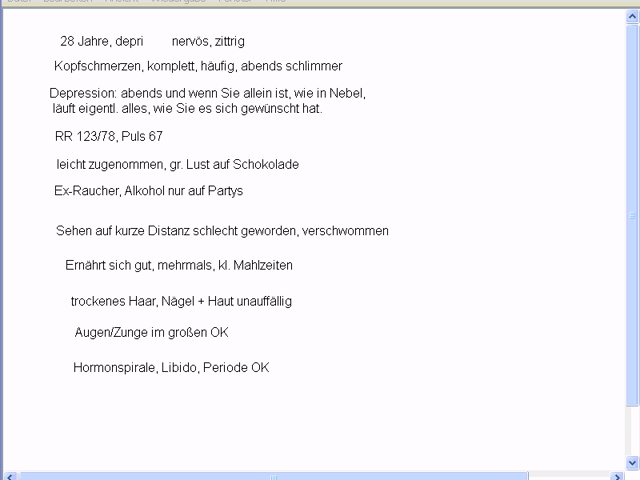 28 Jahre, depri nervös, zittrig
Kopfschmerzen, komplett, häufig, abends schlimmer
Depression: abends und wenn Sie allein ist, wie in Nebel,
läuft eigentl. alles, wie Sie es sich gewünscht hat.
RR 123/78, Puls 67
leicht zugenommen, gr. Lust auf Schokolade
Ex-Raucher, Alkohol nur auf Partys
Sehen auf kurze Distanz schlecht geworden, verschwommen
Ernährt sich gut, mehrmals, kl. Mahlzeiten
trockenes Haar, Nägel + Haut unauffällig
Augen/Zunge im großen OK
Hormonspirale, Libido, Periode OK